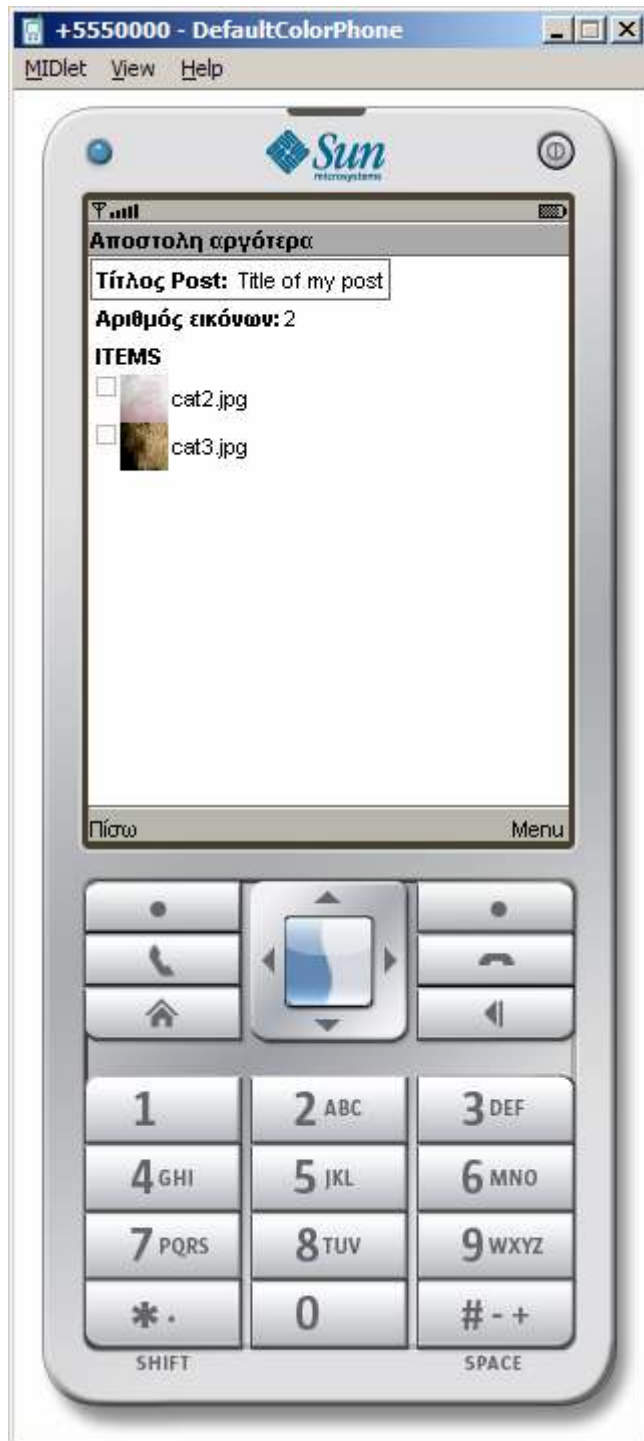 +5550000 - DefaultColorPhone
MIDlet View Help
Sun
microsystems
Αποστολη αργότερα
Τίτλος Post: Title of my post
Αριθμός εικόνων: 2
ITEMS
cat2.jpg
cat3.jpg
Πίσω Menu
1 2 ABC 3 DEF
4 GHI 5 JKL 6 MNO
7 PQRS 8 TUV 9 WXYZ
* . 0 # - +
SHIFT SPACE